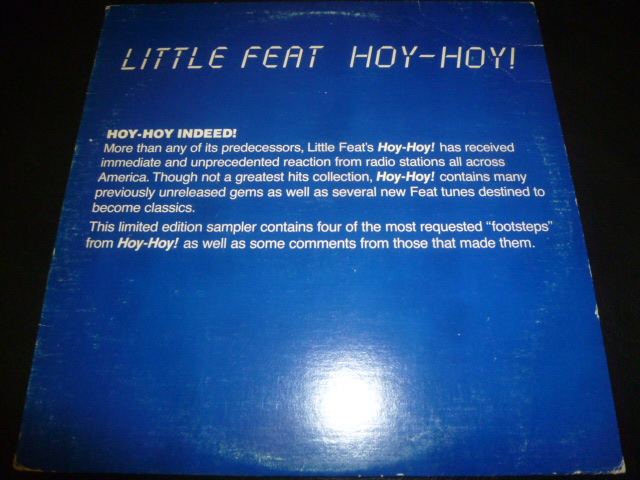 LITTLE FEAT HOY-HOY!
HOY-HOY INDEED!
More than any of its predecessors, Little Feat's Hoy-Hoy! has received
immediate and unprecedented reaction from radio stations all across
America. Though not a greatest hits collection, Hoy-Hoy! contains many
previously unreleased gems as well as several new Feat tunes destined to
become classics.
This limited edition sampler contains four of the most requested "footsteps"
from Hoy-Hoy! as well as some comments from those that made them.